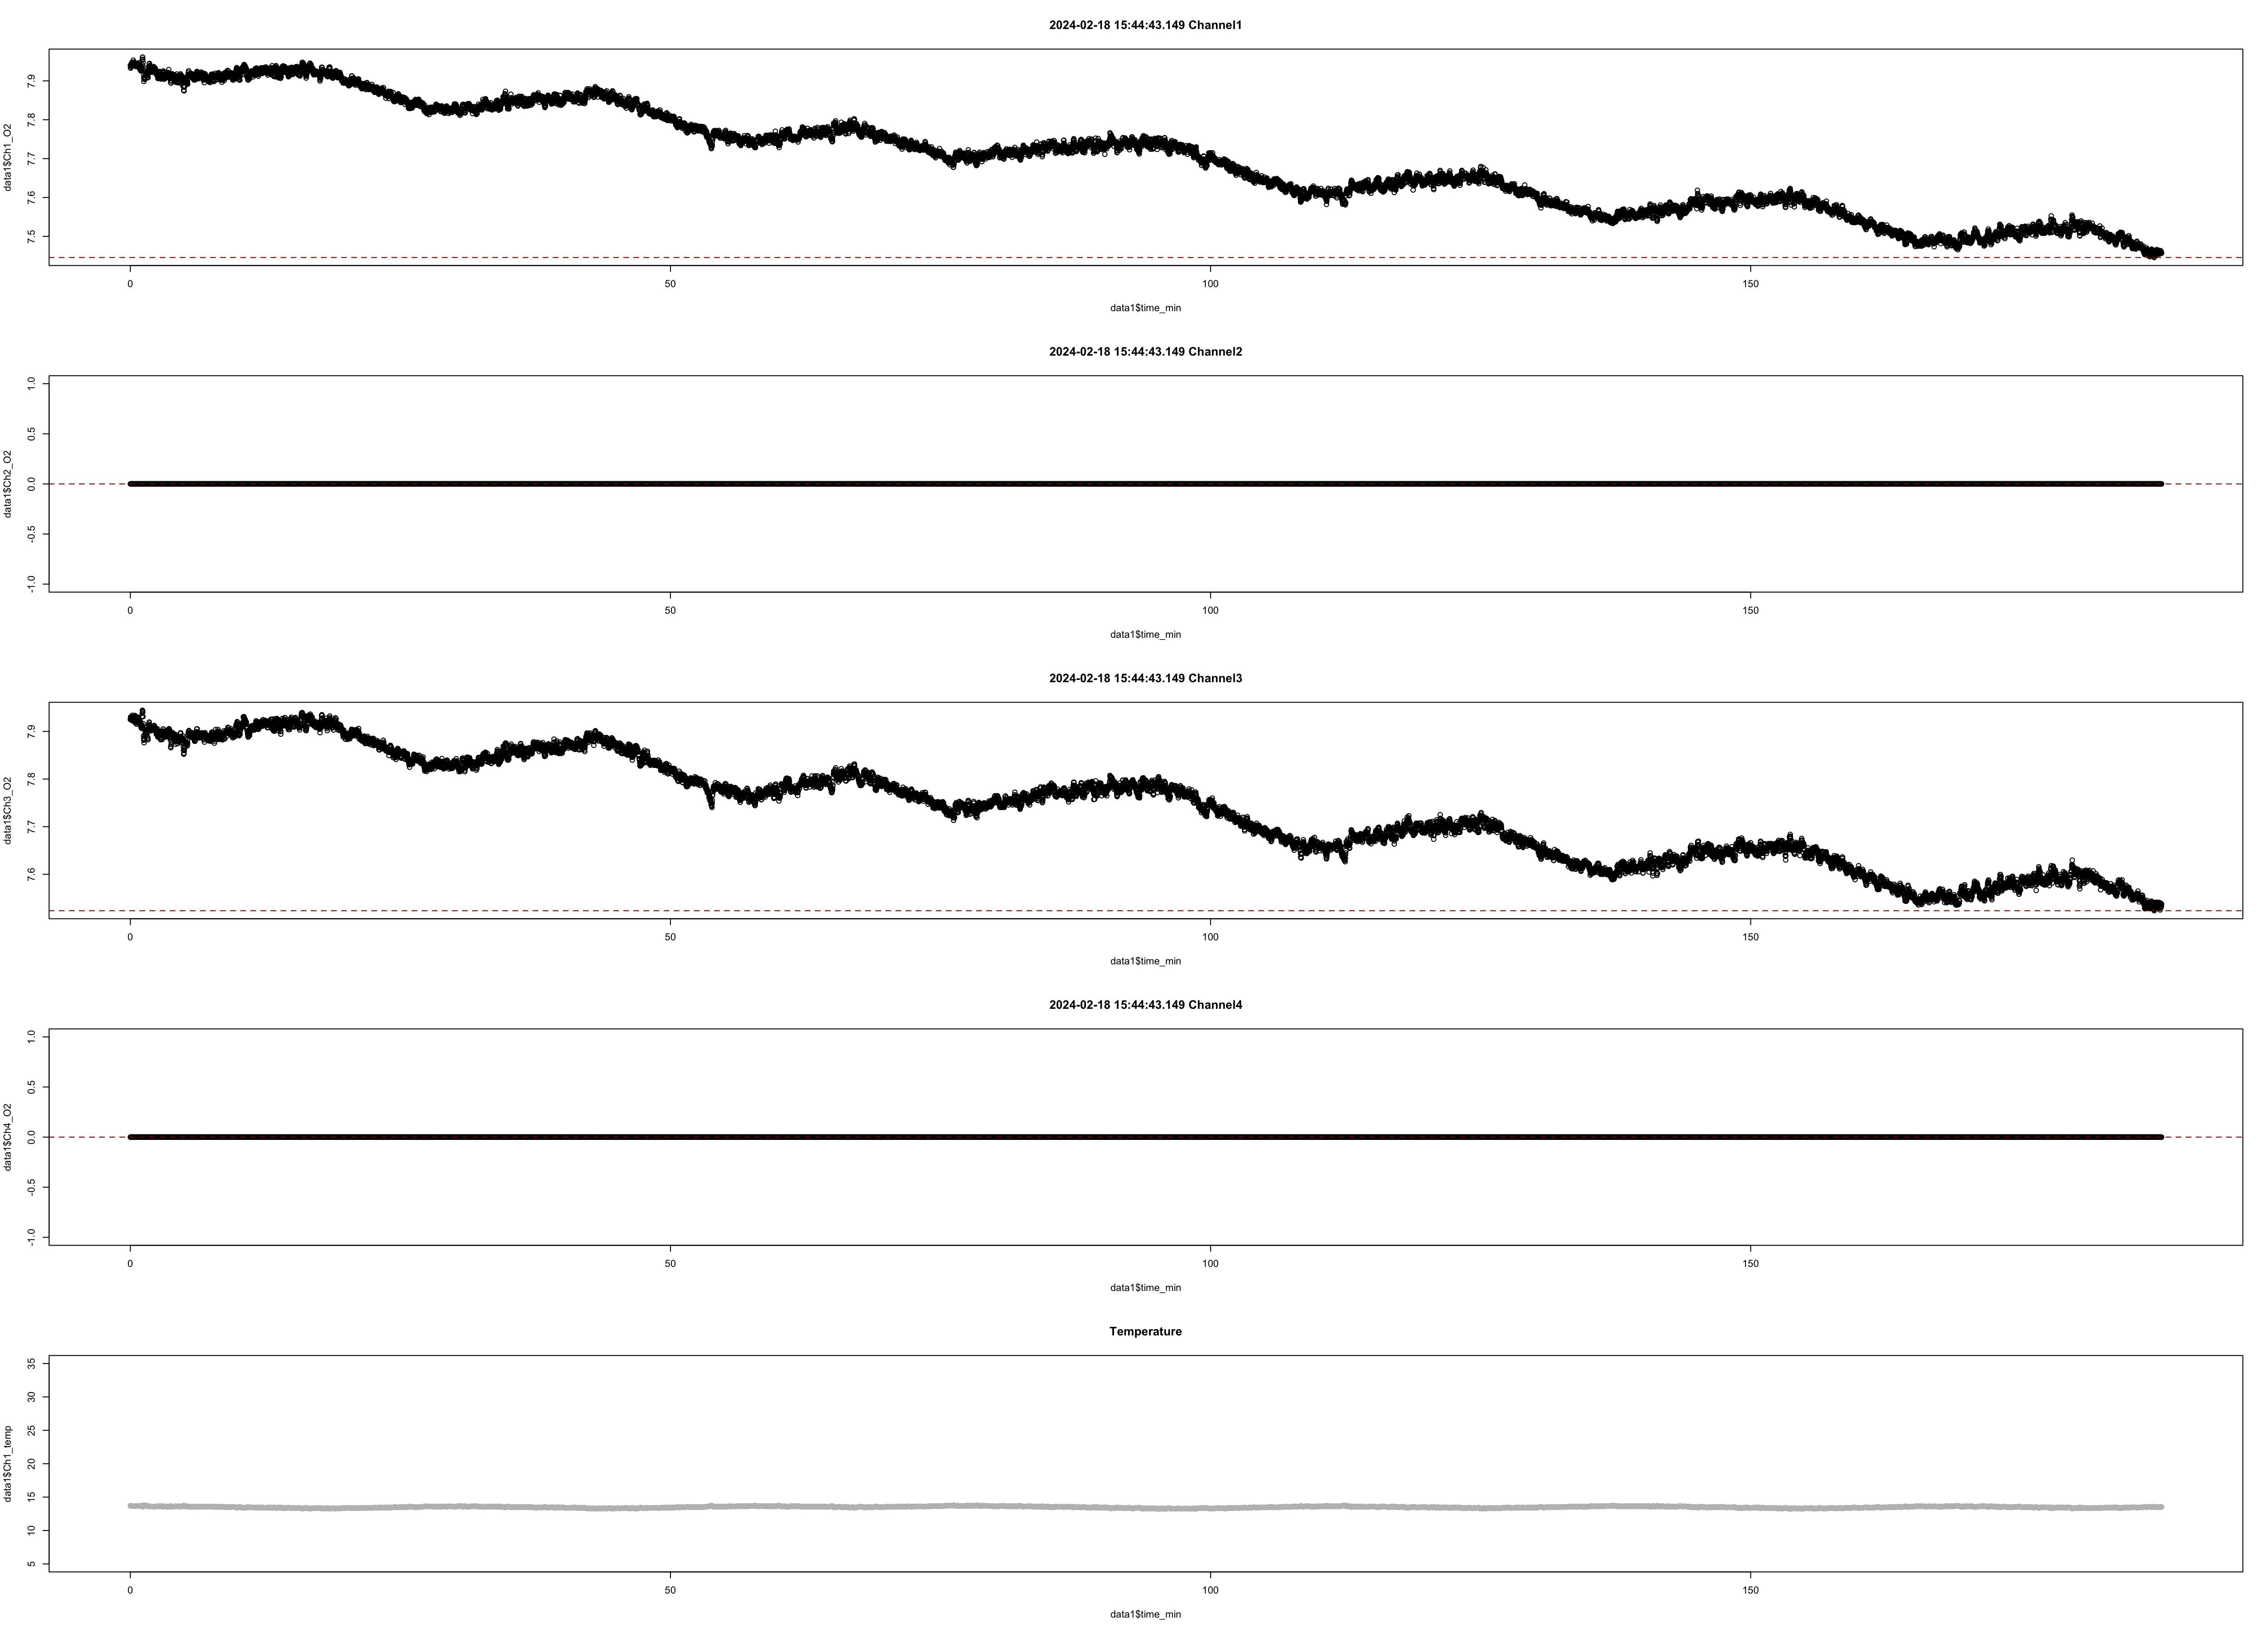 2024-02-18 15:44:43.149 Channel1
data1$Ch1_O2
7.9
7.8
7.7
7.6
7.5
0 50 100 150
data1$time_min
2024-02-18 15:44:43.149 Channel2
data1$Ch2_O2
1.0
0.5
0.0
-0.5
-1.0
0 50 100 150
data1$time_min
2024-02-18 15:44:43.149 Channel3
data1$Ch3_O2
7.9
7.8
7.7
7.6
0 50 100 150
data1$time_min
2024-02-18 15:44:43.149 Channel4
data1$Ch4_O2
1.0
0.5
0.0
-0.5
-1.0
0 50 100 150
data1$time_min
Temperature
data1$Ch1_temp
35
30
25
20
15
10
5
0 50 100 150
data1$time_min